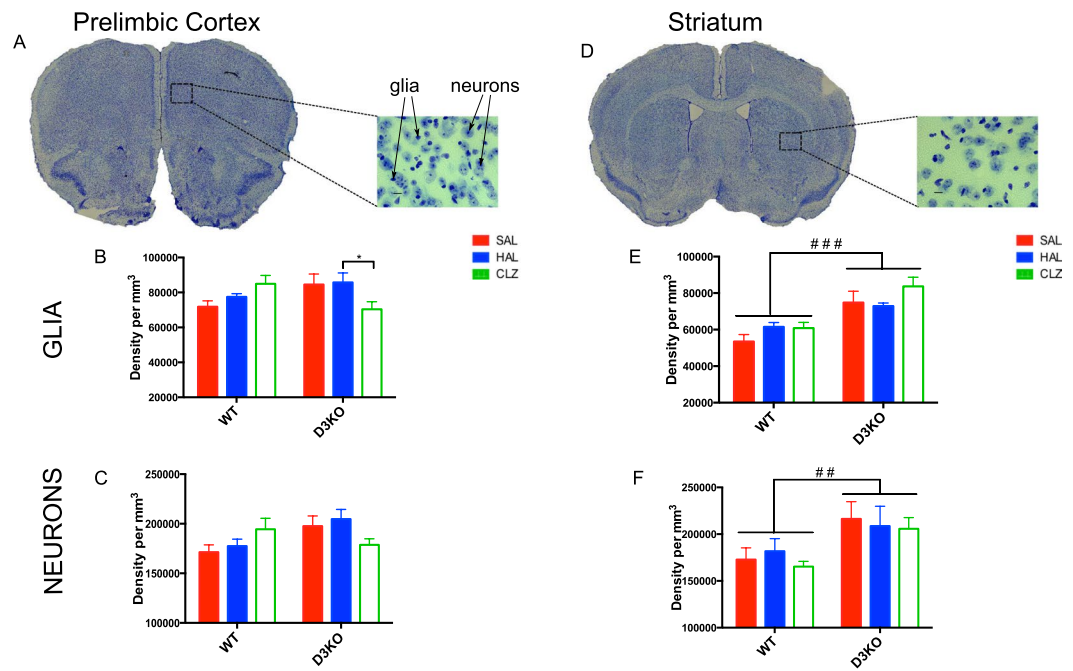 Prelimbic Cortex
Striatum
A
glia
neurons
D
SAL
HAL
CLZ
SAL
HAL
CLZ
GLIA
B
Density per mm3
100000
80000
60000
40000
20000
*
WT
D3KO
E
Density per mm3
100000
80000
60000
40000
20000
# # #
WT
D3KO
NEURONS
C
Density per mm3
250000
200000
150000
100000
WT
D3KO
F
Density per mm3
250000
200000
150000
100000
# #
WT
D3KO